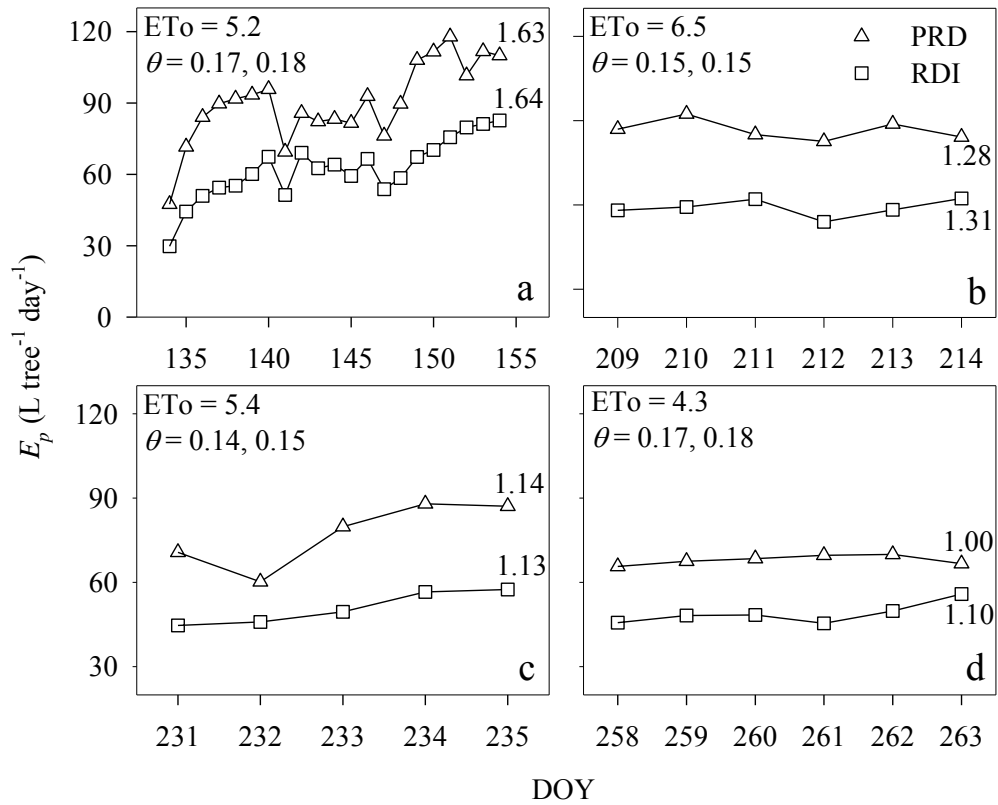 120
90
60
30
0
ETo = 5.2
θ = 0.17, 0.18
1.63
1.64
a
135 140 145 150 155
ETo = 6.5
θ = 0.15, 0.15
PRD
RDI
1.28
1.31
b
209 210 211 212 213 214
Eₚ (L tree⁻¹ day⁻¹)
120
90
60
30
ETo = 5.4
θ = 0.14, 0.15
1.14
1.13
c
231 232 233 234 235
ETo = 4.3
θ = 0.17, 0.18
1.00
1.10
d
258 259 260 261 262 263
DOY